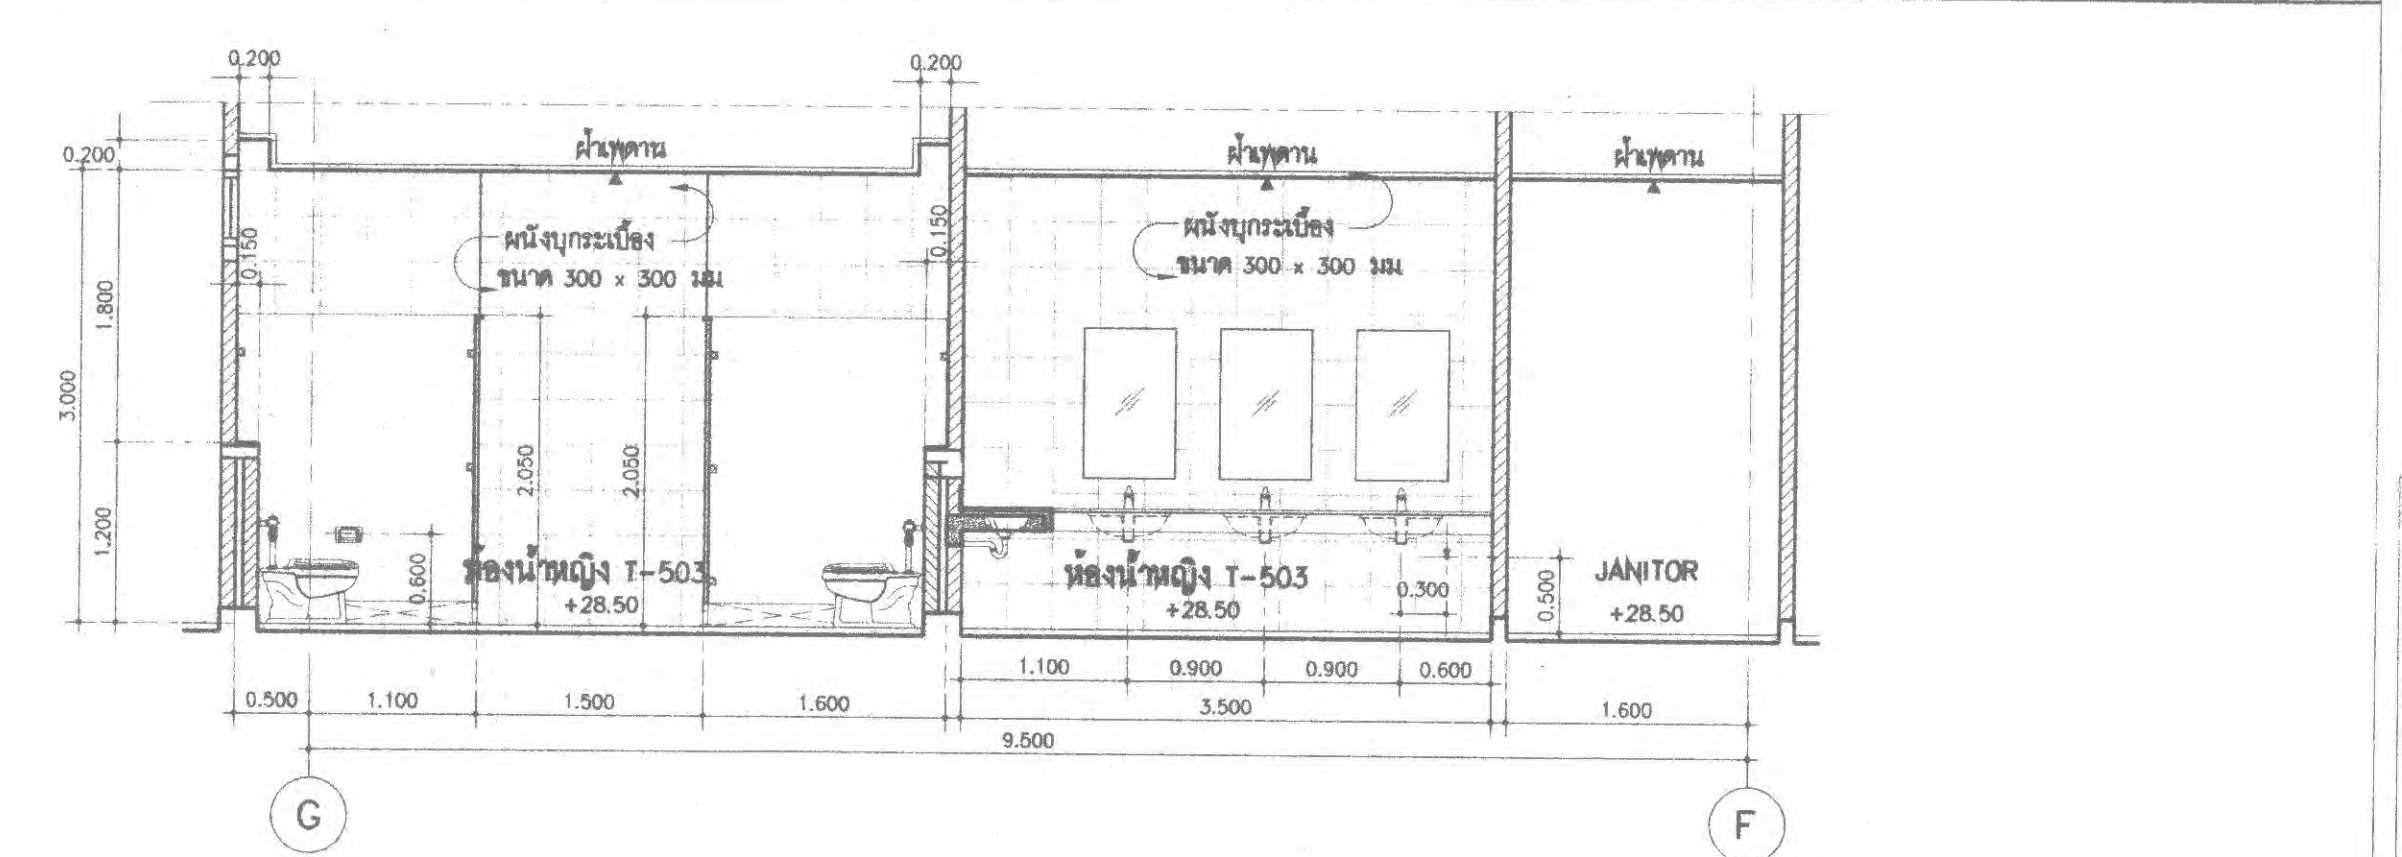 0.200
0.200
ฝ้าเพดาน
ฝ้าเพดาน
ฝ้าเพดาน
0.200
ผนังบุกระเบื้อง
ขนาด 300 x 300 มม.
ผนังบุกระเบื้อง
ขนาด 300 x 300 มม.
0.150
0.150
1.800
3.000
1.200
2.050
2.050
0.600
ห้องน้ำหญิง T-503
+28.50
ห้องน้ำหญิง T-503
+28.50
0.300
0.500
JANITOR
+28.50
1.100
0.900
0.900
0.600
0.500
1.100
1.500
1.600
3.500
1.600
9.500
G
F